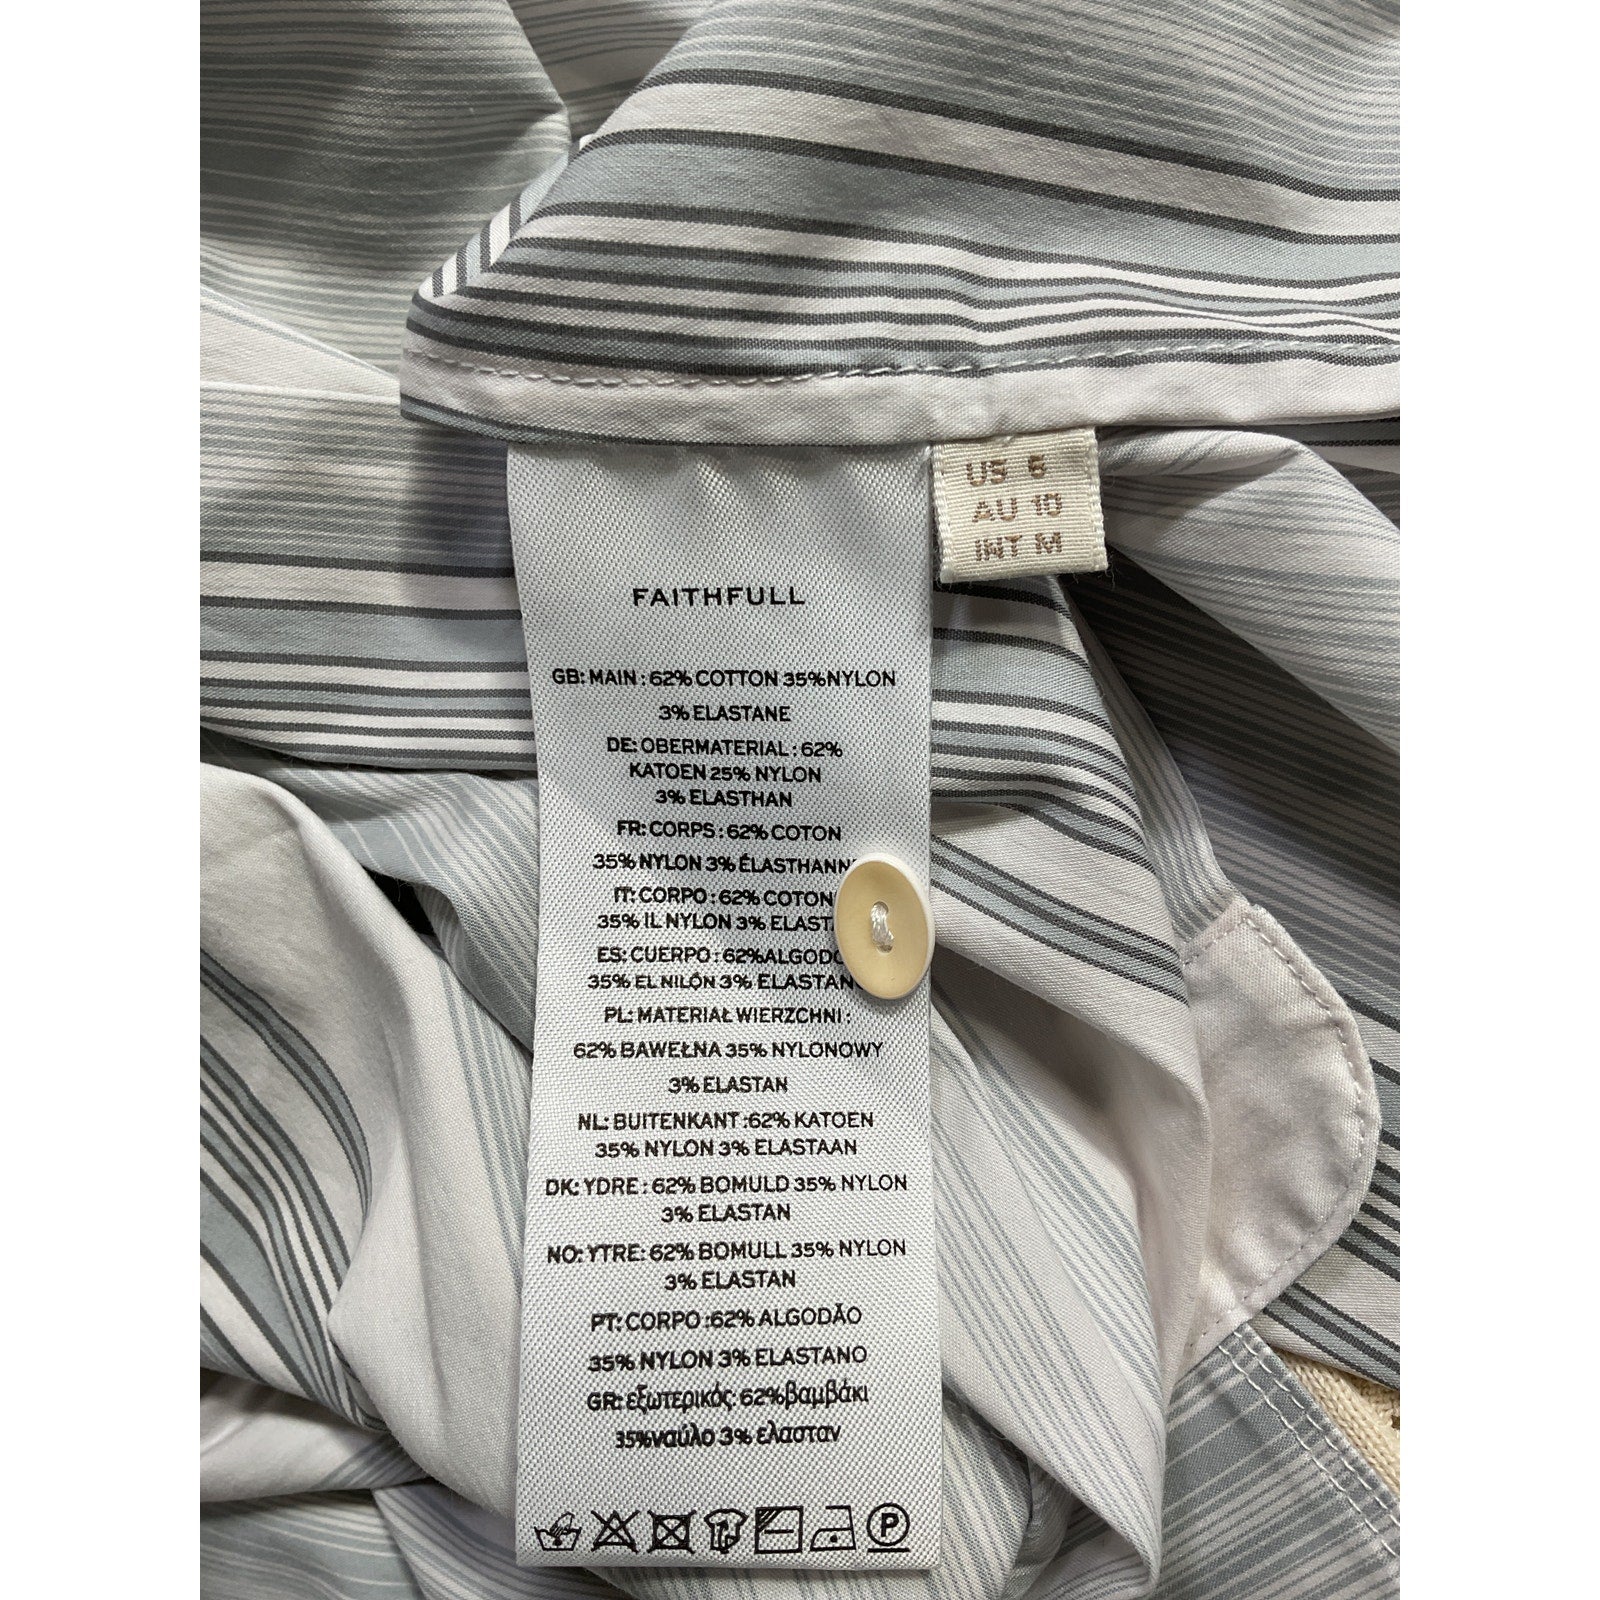 US 6
AU 10
INT M
FAITHFULL
GB: MAIN : 62% COTTON 35%NYLON
3% ELASTANE
DE: OBERMATERIAL : 62%
KATOEN 25% NYLON
3% ELASTHAN
FR: CORPS : 62% COTON
35% NYLON 3% ÉLASTHANN
IT: CORPO : 62% COTON
35% IL NYLON 3% ELAST
ES: CUERPO : 62%ALGOD
35% EL NILÓN 3% ELASTAN
PL: MATERIAŁ WIERZCHNI :
62% BAWEŁNA 35% NYLONOWY
3% ELASTAN
NL: BUITENKANT :62% KATOEN
35% NYLON 3% ELASTAAN
DK: YDRE : 62% BOMULD 35% NYLON
3% ELASTAN
NO: YTRE: 62% BOMULL 35% NYLON
3% ELASTAN
PT: CORPO :62% ALGODÃO
35% NYLON 3% ELASTANO
GR: εξωτερικός: 62%βαμβάκι
35%ναύλο 3% ελασταν
P